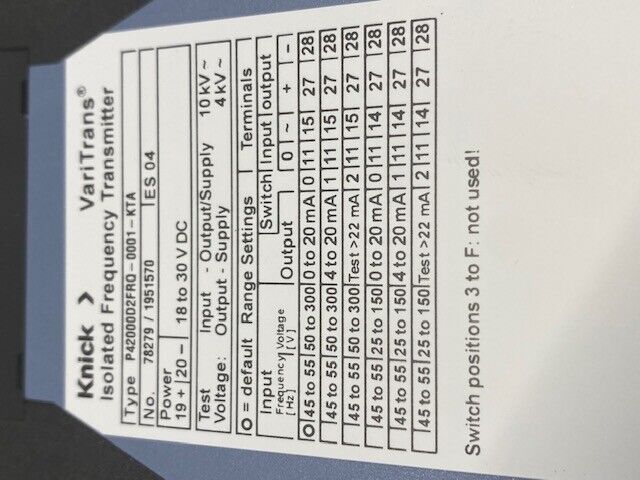 Knick > VariTrans®
Isolated Frequency Transmitter
Type P42000D2FRQ-0001-KTA
No. 78279 / 1951570 ES 04
Power
19 + 20 - 18 to 30 V DC
Test Input - Output/Supply 10 kV ~
Voltage: Output - Supply 4 kV ~
O = default Range Settings Terminals
Input Output Switch Input output
Frequency [Hz] Voltage [V] 0 ~ + -
O 45 to 55 50 to 300 0 to 20 mA 0 11 15 27 28
45 to 55 50 to 300 4 to 20 mA 1 11 15 27 28
45 to 55 50 to 300 Test >22 mA 2 11 15 27 28
45 to 55 25 to 150 0 to 20 mA 0 11 14 27 28
45 to 55 25 to 150 4 to 20 mA 1 11 14 27 28
45 to 55 25 to 150 Test >22 mA 2 11 14 27 28
Switch positions 3 to F: not used!